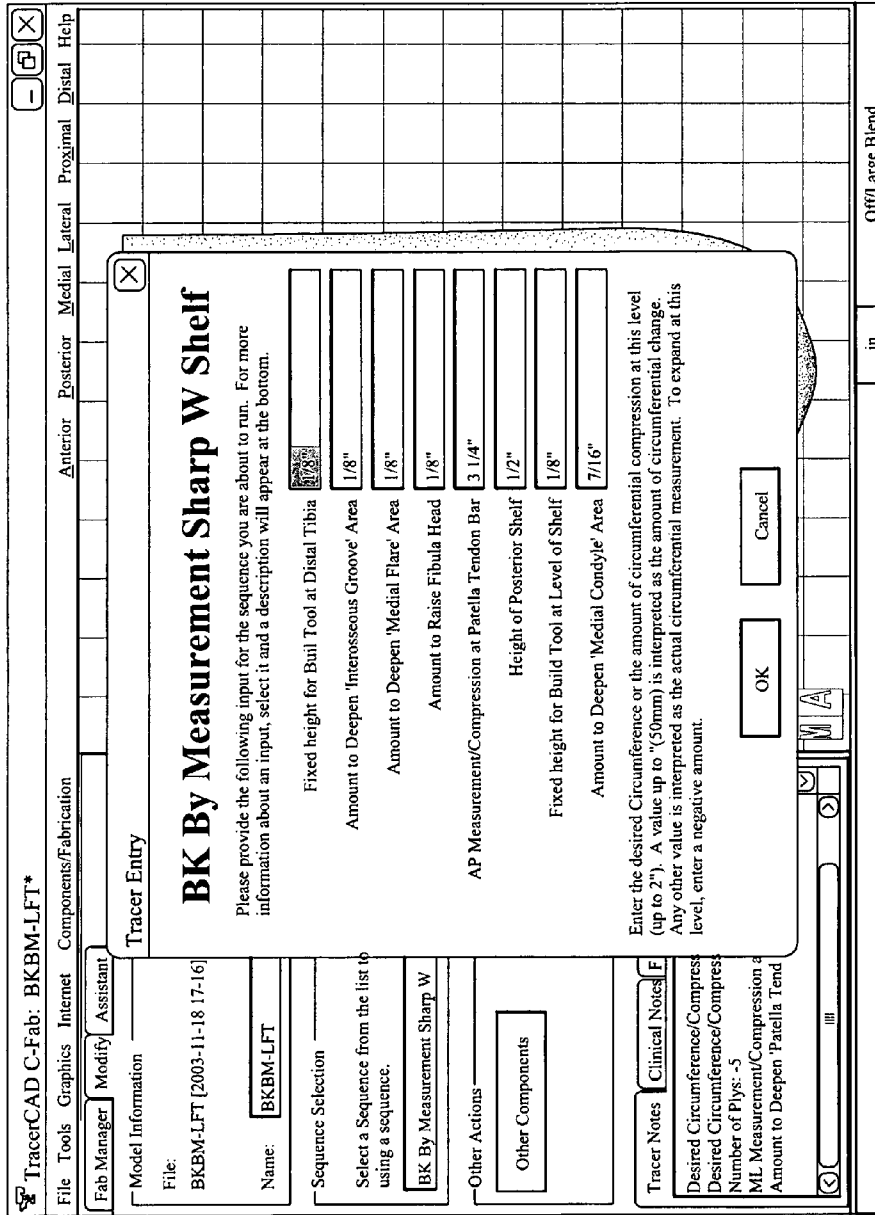 TracerCAD C-Fab: BKBM-LFT*
File Tools Graphics Internet Components/Fabrication Anterior Posterior Medial Lateral Proximal Distal Help
Fab Manager Modify Assistant
Model Information
File:
BKBM-LFT [2003-11-18 17-16]
Name: BKBM-LFT
Sequence Selection
Select a Sequence from the list to
using a sequence.
BK By Measurement Sharp W
Other Actions
Other Components
Tracer Notes Clinical Notes F
Desired Circumference/Compress
Desired Circumference/Compress
Number of Plys: -5
ML Measurement/Compression a
Amount to Deepen 'Patella Tend
Tracer Entry
BK By Measurement Sharp W Shelf
Please provide the following input for the sequence you are about to run. For more
information about an input, select it and a description will appear at the bottom.
Fixed height for Buil Tool at Distal Tibia 1/8"
Amount to Deepen 'Interosseous Groove' Area 1/8"
Amount to Deepen 'Medial Flare' Area 1/8"
Amount to Raise Fibula Head 1/8"
AP Measurement/Compression at Patella Tendon Bar 3 1/4"
Height of Posterior Shelf 1/2"
Fixed height for Build Tool at Level of Shelf 1/8"
Amount to Deepen 'Medial Condyle' Area 7/16"
Enter the desired Circumference or the amount of circumferential compression at this level
(up to 2"). A value up to "(50mm) is interpreted as the amount of circumferential change.
Any other value is interpreted as the actual circumferential measurement. To expand at this
level, enter a negative amount.
OK Cancel
M A
in Off/Large Blend